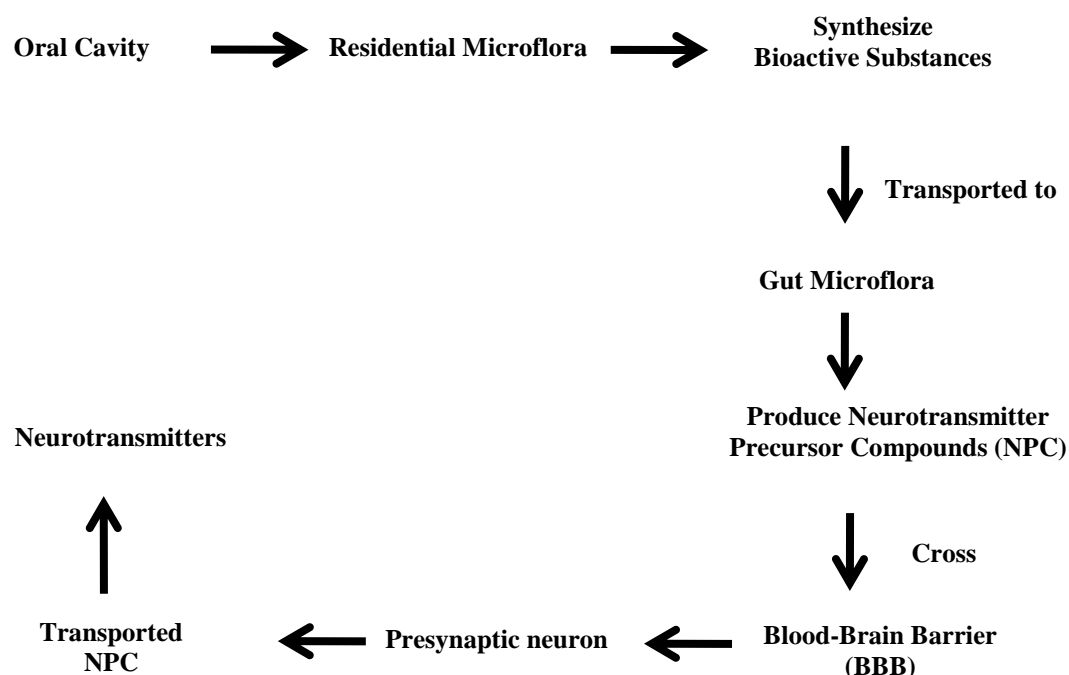 Oral Cavity
Residential Microflora
Synthesize
Bioactive Substances
Transported to
Gut Microflora
Produce Neurotransmitter
Precursor Compounds (NPC)
Cross
Blood-Brain Barrier
(BBB)
Presynaptic neuron
Transported
NPC
Neurotransmitters